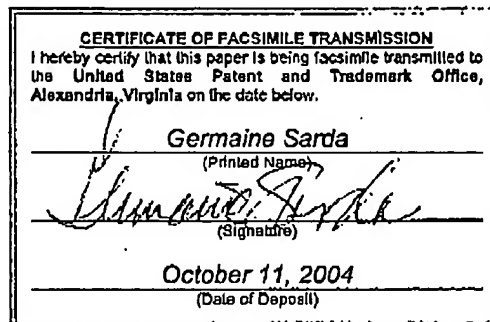 CERTIFICATE OF FACSIMILE TRANSMISSION
I hereby certify that this paper is being facsimile transmitted to
the United States Patent and Trademark Office,
Alexandria, Virginia on the date below.
Germaine Sarda
(Printed Name)
Germaine Sarda
(Signature)
October 11, 2004
(Date of Deposit)